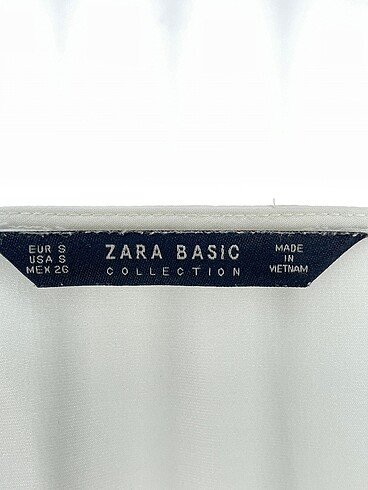 EUR S
USA S
MEX 26
ZARA BASIC
COLLECTION
MADE
IN
VIETNAM